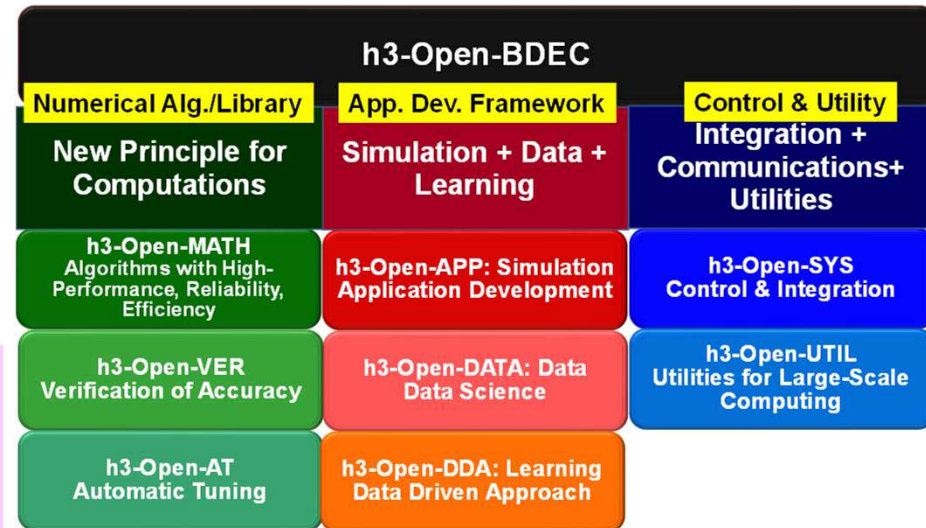 h3-Open-BDEC
Numerical Alg./Library
New Principle for
Computations
h3-Open-MATH
Algorithms with High-
Performance, Reliability,
Efficiency
h3-Open-VER
Verification of Accuracy
h3-Open-AT
Automatic Tuning
App. Dev. Framework
Simulation + Data +
Learning
h3-Open-APP: Simulation
Application Development
h3-Open-DATA: Data
Data Science
h3-Open-DDA: Learning
Data Driven Approach
Control & Utility
Integration +
Communications+
Utilities
h3-Open-SYS
Control & Integration
h3-Open-UTIL
Utilities for Large-Scale
Computing